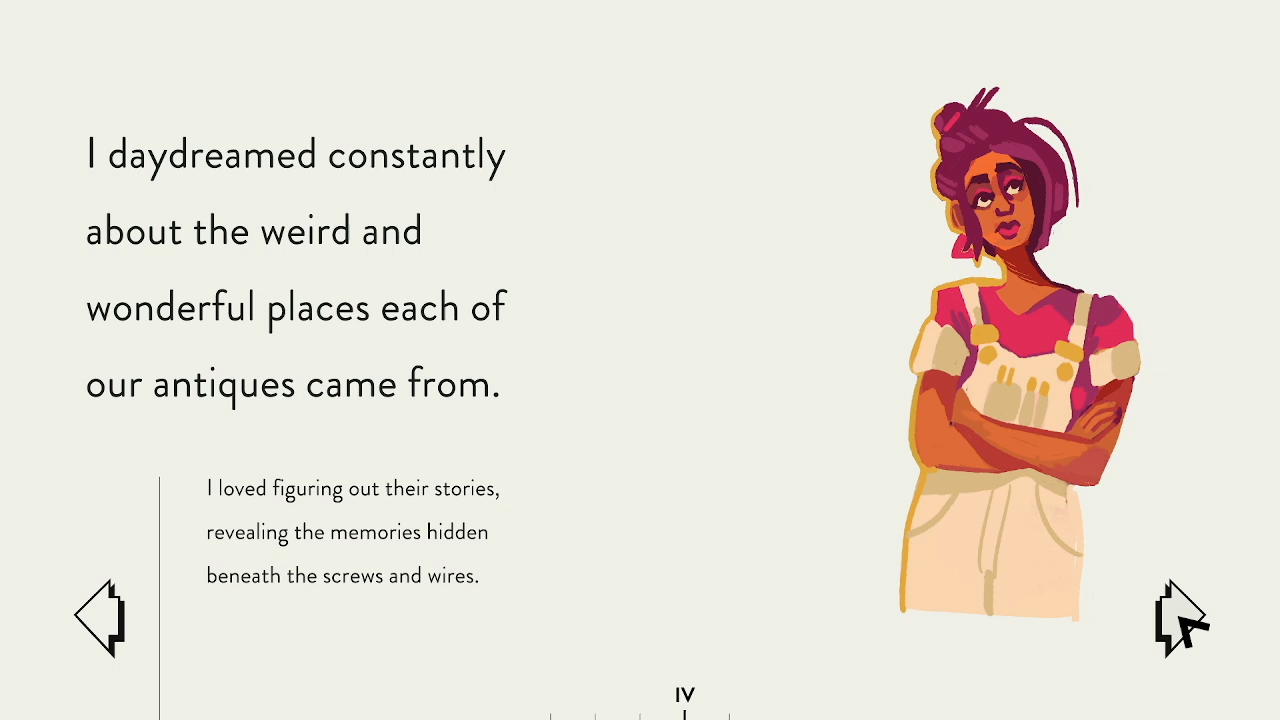 I daydreamed constantly
about the weird and
wonderful places each of
our antiques came from.
I loved figuring out their stories,
revealing the memories hidden
beneath the screws and wires.
IV